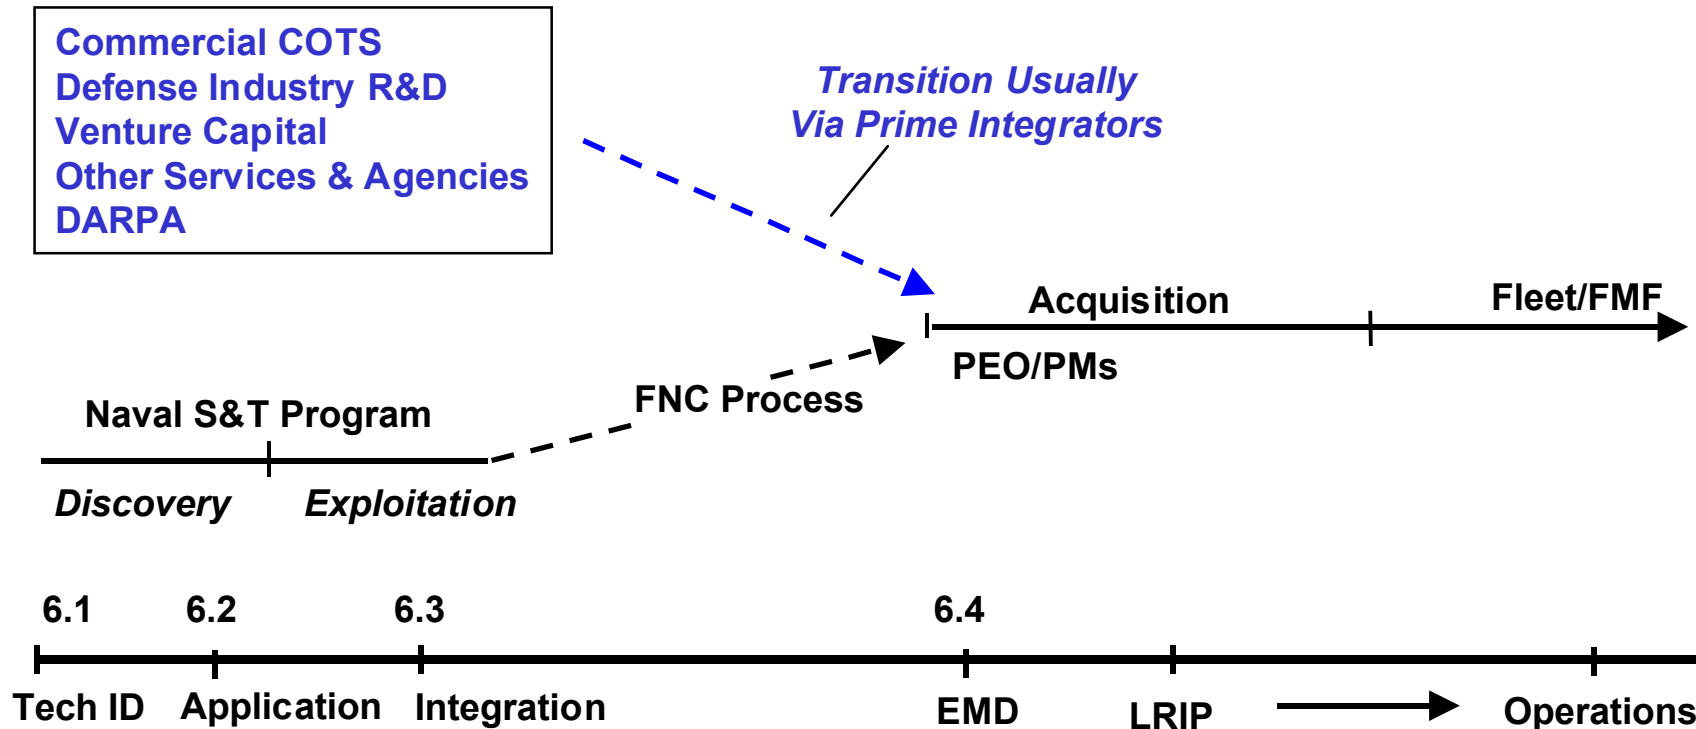 Commercial COTS
Defense Industry R&D
Venture Capital
Other Services & Agencies
DARPA
Transition Usually
Via Prime Integrators
Acquisition
Fleet/FMF
PEO/PMs
FNC Process
Naval S&T Program
Discovery
Exploitation
6.1
6.2
6.3
6.4
Tech ID
Application
Integration
EMD
LRIP
Operations